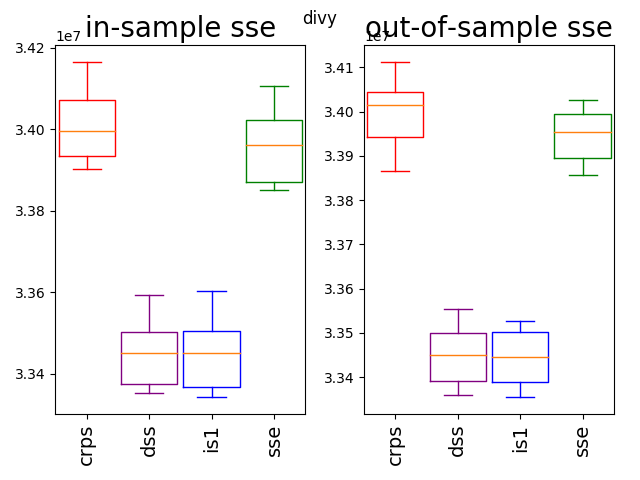 divy
in-sample sse
out-of-sample sse
1e7
1e7
3.42
3.40
3.38
3.36
3.34
3.41
3.40
3.39
3.38
3.37
3.36
3.35
3.34
crps
dss
is1
sse
crps
dss
is1
sse